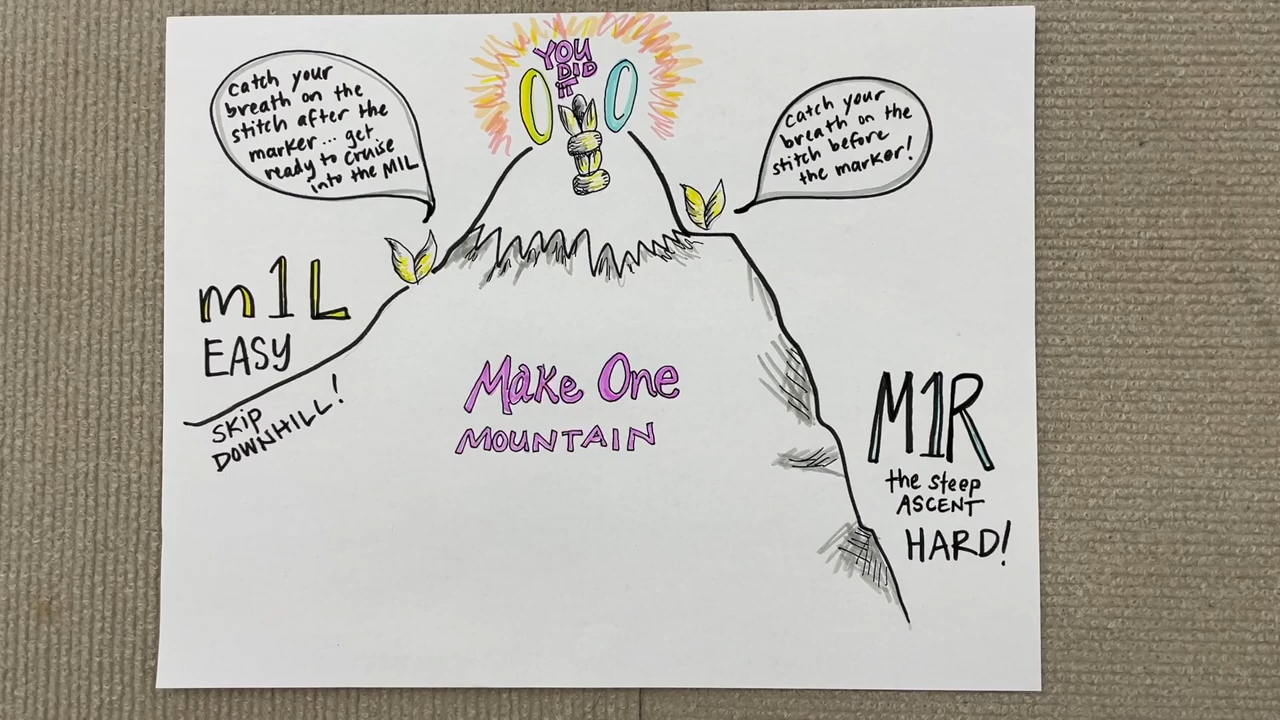 YOU
DID
IT
catch your
breath on the
stitch after the
marker... get
ready to cruise
into the M1L
catch your
breath on the
stitch before
the marker!
m1L
EASY
SKIP
DOWNHILL!
Make One
MOUNTAIN
M1R
the steep
ASCENT
HARD!